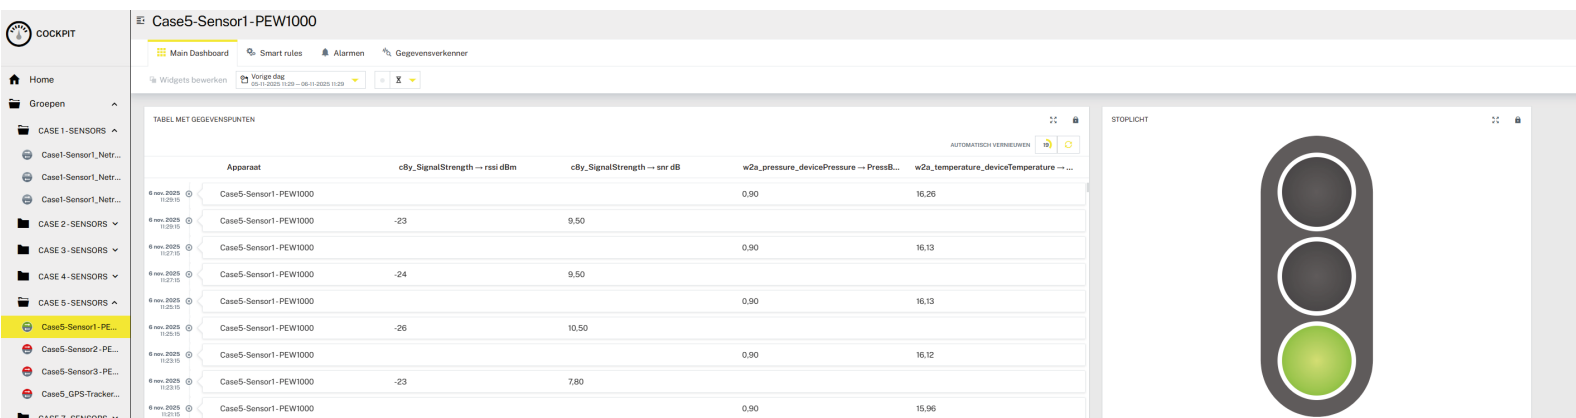 COCKPIT
Case5-Sensor1-PEW1000
Main Dashboard
Smart rules
Alarmen
Gegevensverkenner
Home
Widgets bewerken
Vorige dag
05-11-2025 11:29 – 06-11-2025 11:29
Groepen
CASE 1-SENSORS
Case1-Sensor1_Netr...
Case1-Sensor1_Netr...
Case1-Sensor1_Netr...
CASE 2-SENSORS
CASE 3-SENSORS
CASE 4-SENSORS
CASE 5-SENSORS
Case5-Sensor1-PE...
Case5-Sensor2-PE...
Case5-Sensor3-PE...
Case5_GPS-Tracker...
CASE 7-SENSORS
TABEL MET GEGEVENSPUNTEN
AUTOMATISCH VERNIEUWEN 19
Apparaat c8y_SignalStrength → rssi dBm c8y_SignalStrength → snr dB w2a_pressure_devicePressure → PressB... w2a_temperature_deviceTemperature → ...
6 nov. 2025 11:29:15 Case5-Sensor1-PEW1000 0,90 16,26
6 nov. 2025 11:29:15 Case5-Sensor1-PEW1000 -23 9,50
6 nov. 2025 11:27:15 Case5-Sensor1-PEW1000 0,90 16,13
6 nov. 2025 11:27:15 Case5-Sensor1-PEW1000 -24 9,50
6 nov. 2025 11:25:15 Case5-Sensor1-PEW1000 0,90 16,13
6 nov. 2025 11:25:15 Case5-Sensor1-PEW1000 -26 10,50
6 nov. 2025 11:23:15 Case5-Sensor1-PEW1000 0,90 16,12
6 nov. 2025 11:23:15 Case5-Sensor1-PEW1000 -23 7,80
6 nov. 2025 11:21:15 Case5-Sensor1-PEW1000 0,90 15,96
STOPLICHT